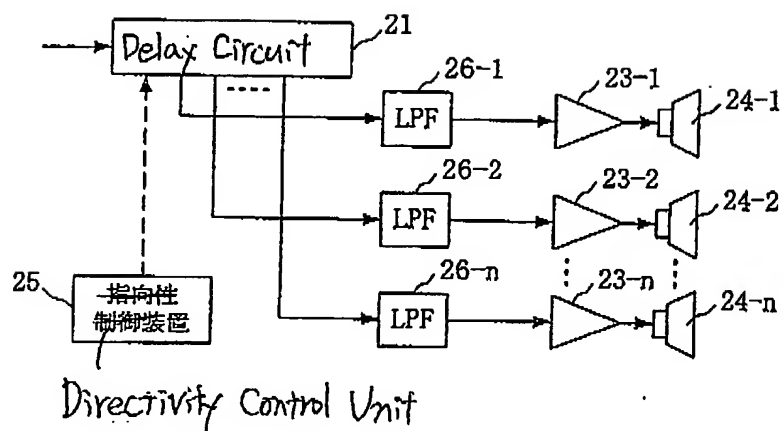 Delay Circuit
21
26-1
23-1
24-1
LPF
26-2
23-2
24-2
LPF
25
指向性
制御装置
26-n
23-n
24-n
LPF
Directivity Control Unit